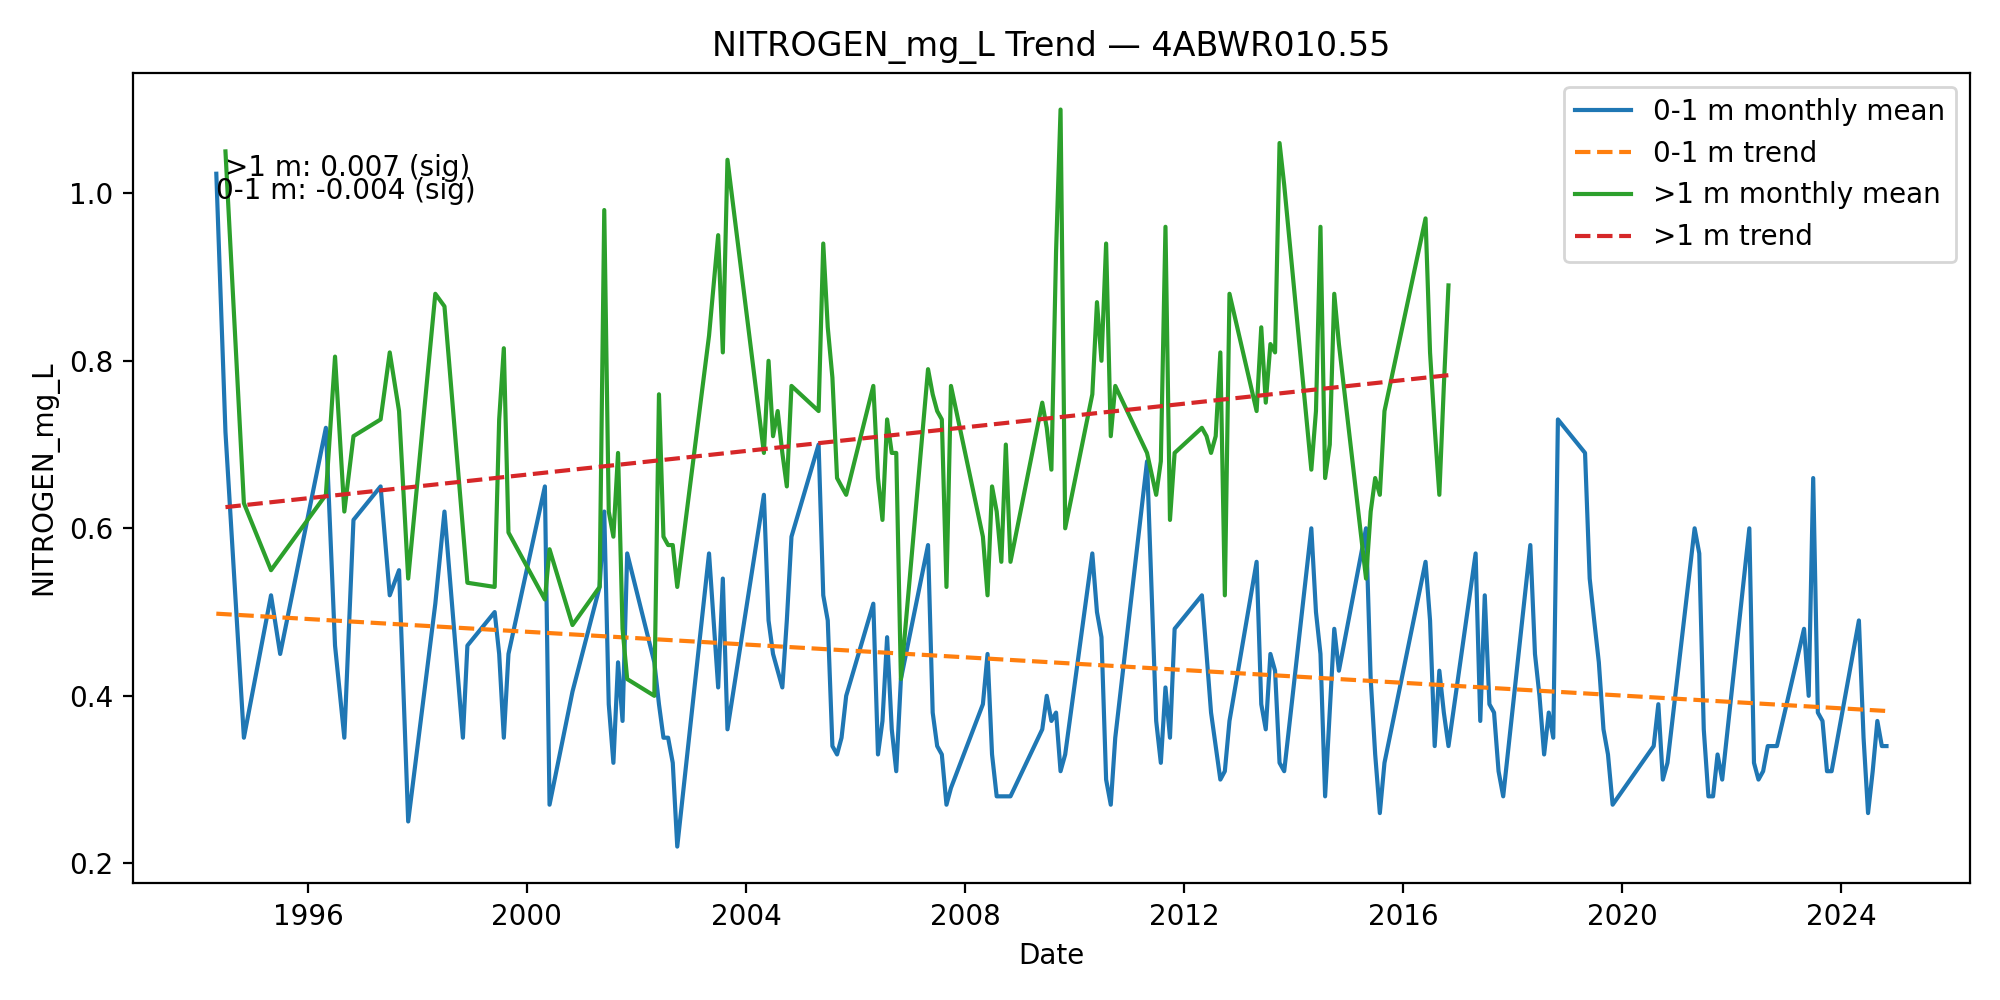 NITROGEN_mg_L Trend — 4ABWR010.55
0-1 m monthly mean
0-1 m trend
>1 m monthly mean
>1 m trend
>1 m: 0.007 (sig)
0-1 m: -0.004 (sig)
NITROGEN_mg_L
1.0
0.8
0.6
0.4
0.2
1996 2000 2004 2008 2012 2016 2020 2024
Date